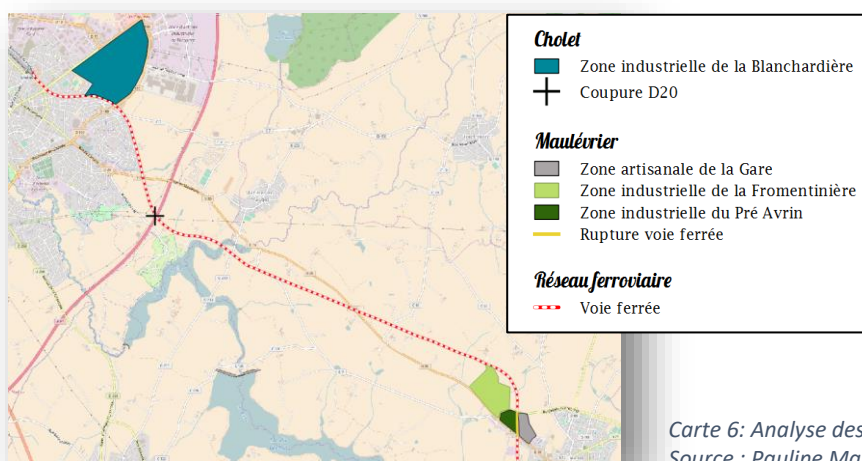 Cholet
Zone industrielle de la Blanchardière
Coupure D20
Maulévrier
Zone artisanale de la Gare
Zone industrielle de la Fromentinière
Zone industrielle du Pré Avrin
Rupture voie ferrée
Réseau ferroviaire
Voie ferrée
Carte 6: Analyse des
Source : Pauline Ma